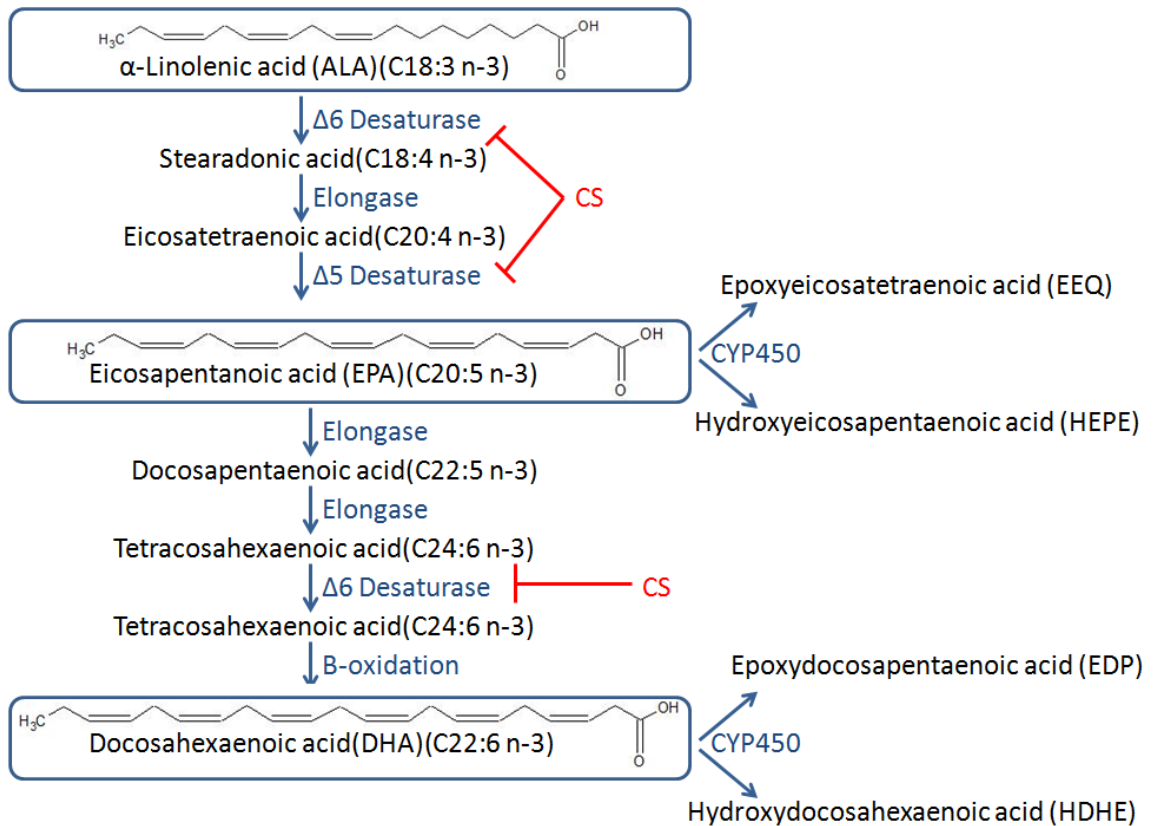 H3C OH
O
α-Linolenic acid (ALA)(C18:3 n-3)
Δ6 Desaturase
Stearadonic acid(C18:4 n-3)
Elongase
CS
Eicosatetraenoic acid(C20:4 n-3)
Δ5 Desaturase
Epoxyeicosatetraenoic acid (EEQ)
H3C OH
O
CYP450
Eicosapentanoic acid (EPA)(C20:5 n-3)
Hydroxyeicosapentaenoic acid (HEPE)
Elongase
Docosapentaenoic acid(C22:5 n-3)
Elongase
Tetracosahexaenoic acid(C24:6 n-3)
Δ6 Desaturase
CS
Tetracosahexaenoic acid(C24:6 n-3)
B-oxidation
Epoxydocosapentaenoic acid (EDP)
H3C OH
O
Docosahexaenoic acid(DHA)(C22:6 n-3)
CYP450
Hydroxydocosahexaenoic acid (HDHE)